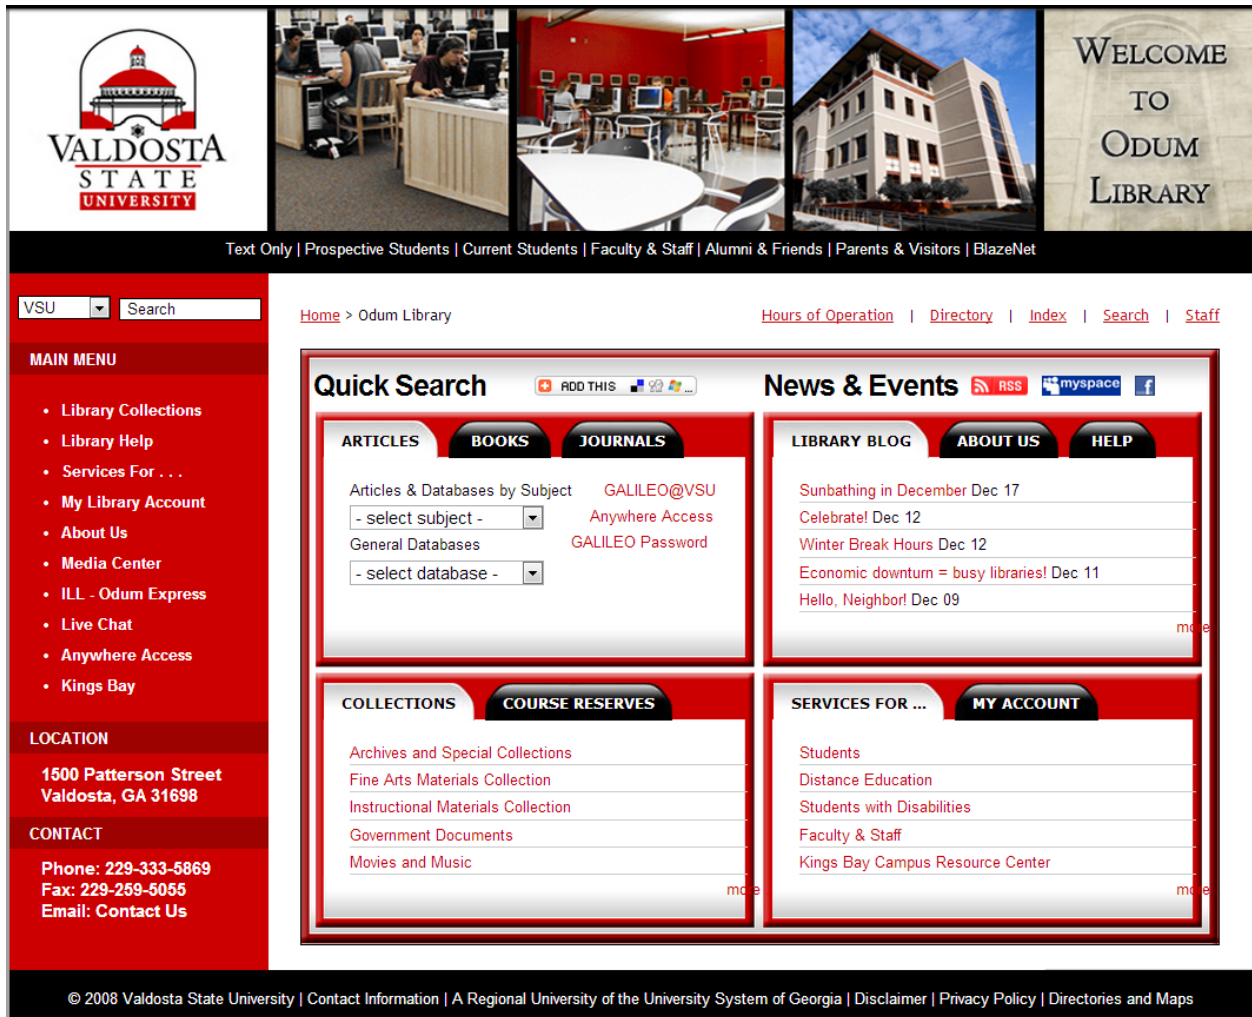 VALDOSTA
STATE
UNIVERSITY
WELCOME
TO
ODUM
LIBRARY
Text Only | Prospective Students | Current Students | Faculty & Staff | Alumni & Friends | Parents & Visitors | BlazeNet
VSU
Search
MAIN MENU
• Library Collections
• Library Help
• Services For . . .
• My Library Account
• About Us
• Media Center
• ILL - Odum Express
• Live Chat
• Anywhere Access
• Kings Bay
LOCATION
1500 Patterson Street
Valdosta, GA 31698
CONTACT
Phone: 229-333-5869
Fax: 229-259-5055
Email: Contact Us
Home > Odum Library
Hours of Operation | Directory | Index | Search | Staff
Quick Search
ADD THIS ...
ARTICLES BOOKS JOURNALS
Articles & Databases by Subject
- select subject -
General Databases
- select database -
GALILEO@VSU
Anywhere Access
GALILEO Password
News & Events
RSS
myspace
f
LIBRARY BLOG ABOUT US HELP
Sunbathing in December Dec 17
Celebrate! Dec 12
Winter Break Hours Dec 12
Economic downturn = busy libraries! Dec 11
Hello, Neighbor! Dec 09
more
COLLECTIONS COURSE RESERVES
Archives and Special Collections
Fine Arts Materials Collection
Instructional Materials Collection
Government Documents
Movies and Music
more
SERVICES FOR ... MY ACCOUNT
Students
Distance Education
Students with Disabilities
Faculty & Staff
Kings Bay Campus Resource Center
more
© 2008 Valdosta State University | Contact Information | A Regional University of the University System of Georgia | Disclaimer | Privacy Policy | Directories and Maps